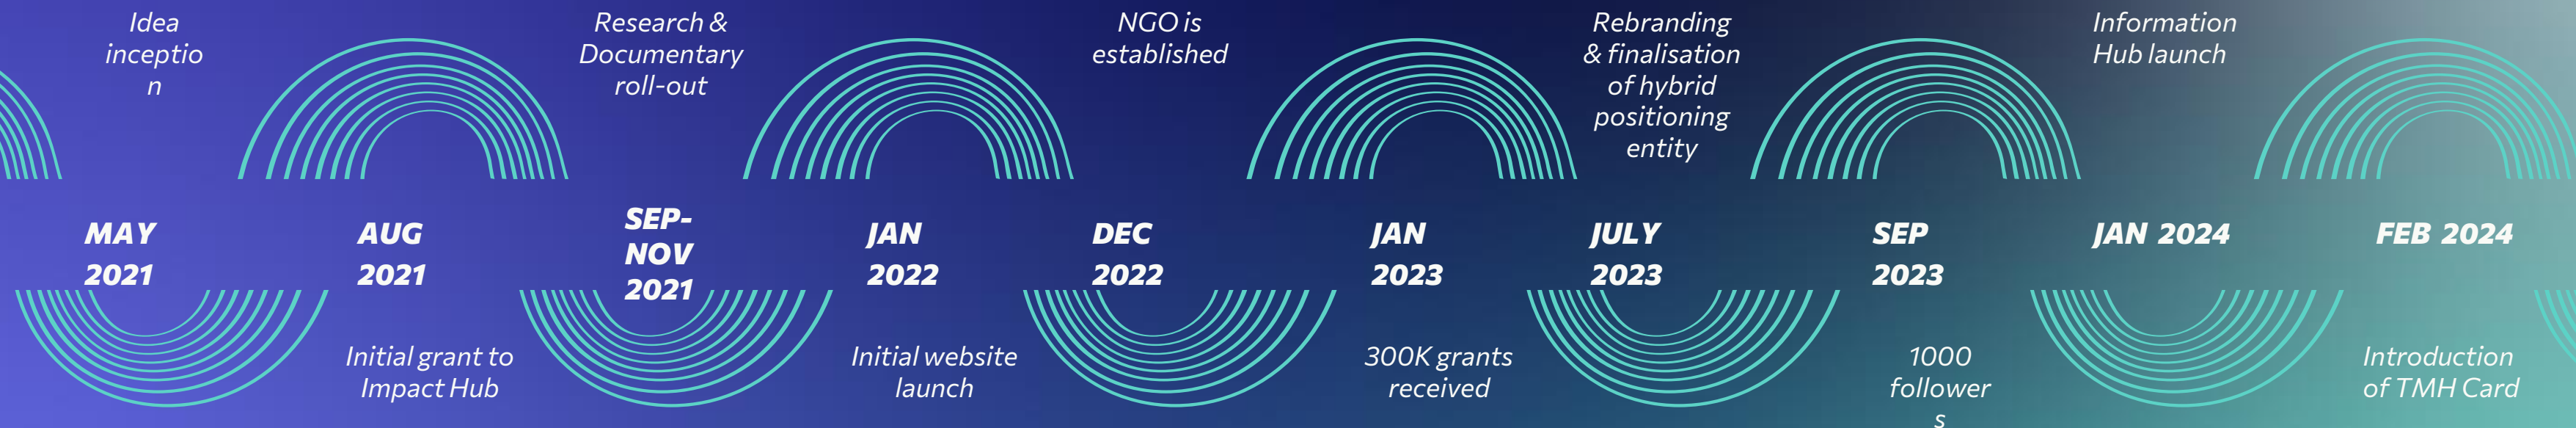 Idea
inceptio
n
MAY
2021
AUG
2021
Initial grant to
Impact Hub
Research &
Documentary
roll-out
SEP-
NOV
2021
JAN
2022
Initial website
launch
NGO is
established
DEC
2022
JAN
2023
300K grants
received
Rebranding
& finalisation
of hybrid
positioning
entity
JULY
2023
SEP
2023
1000
follower
s
Information
Hub launch
JAN 2024
FEB 2024
Introduction
of TMH Card